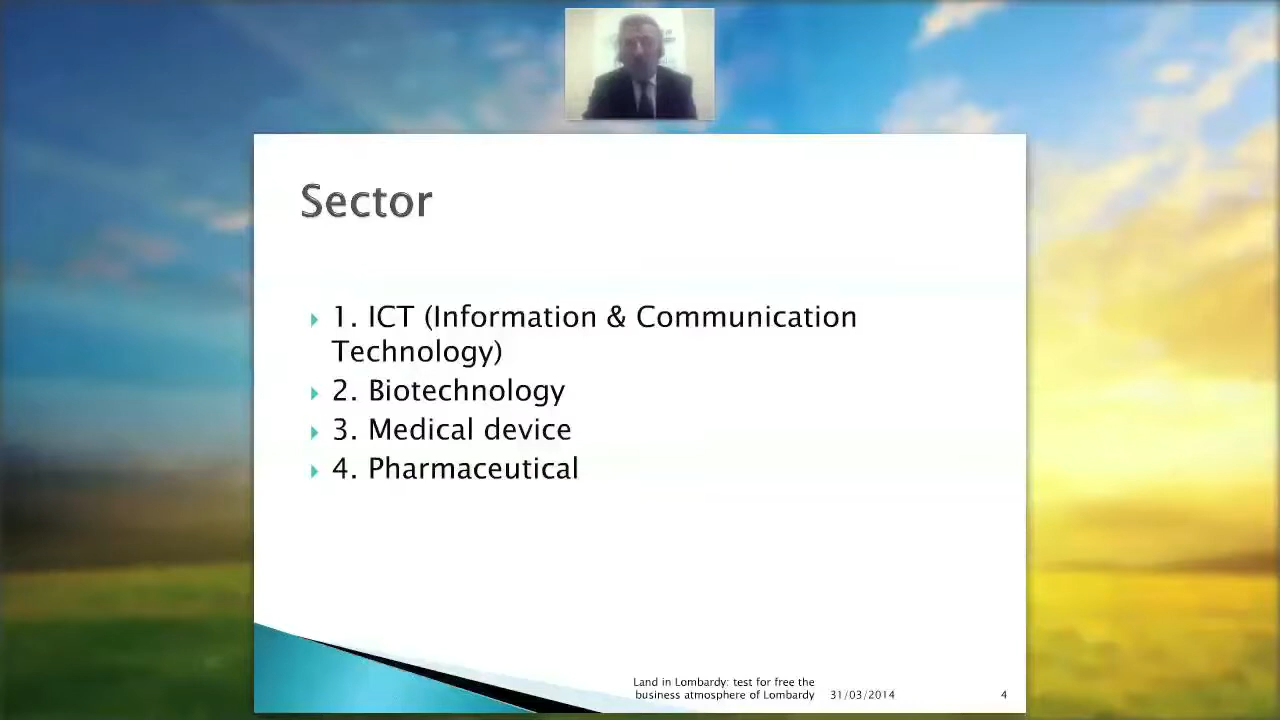 Sector
1. ICT (Information & Communication
Technology)
2. Biotechnology
3. Medical device
4. Pharmaceutical
Land in Lombardy: test for free the
business atmosphere of Lombardy
31/03/2014
4